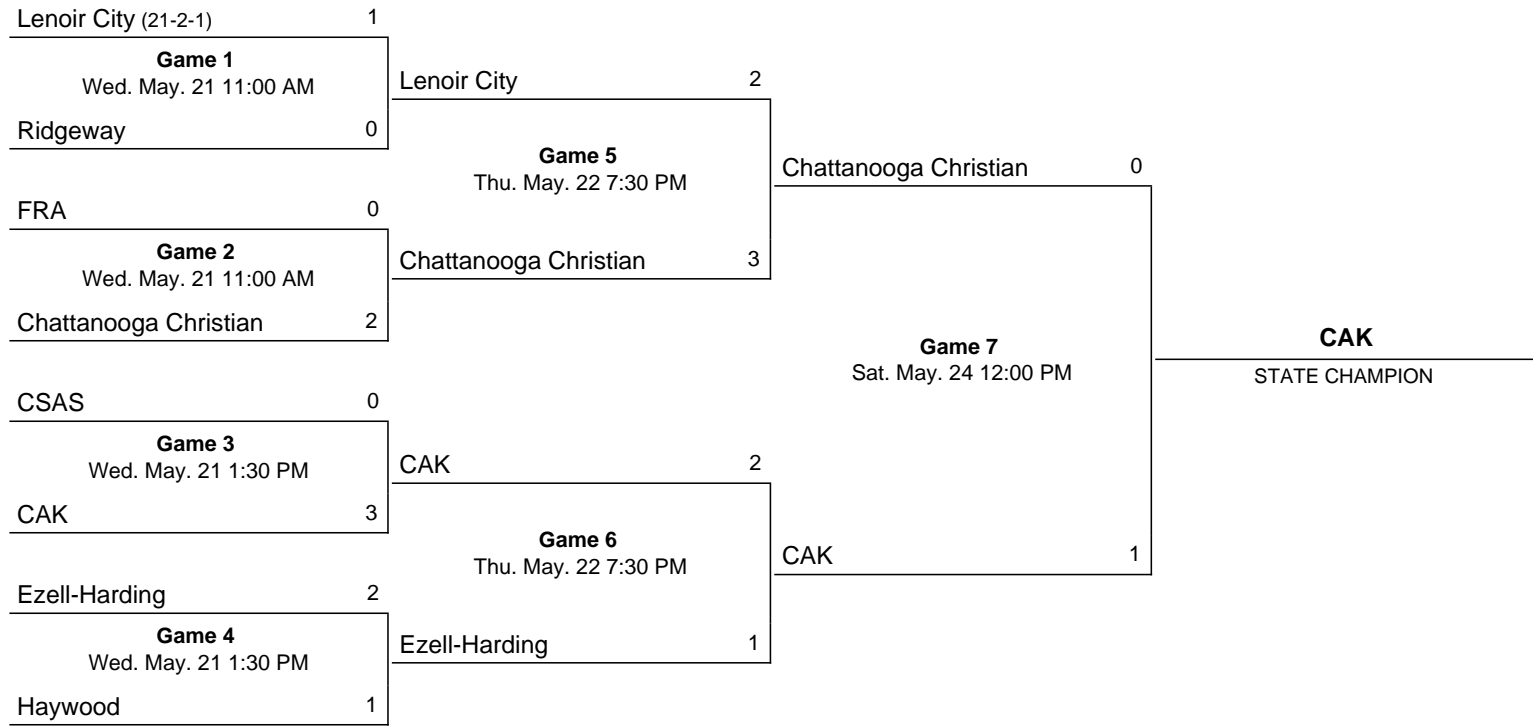 Lenoir City (21-2-1) 1
Game 1
Wed. May. 21 11:00 AM
Ridgeway 0
FRA 0
Game 2
Wed. May. 21 11:00 AM
Chattanooga Christian 2
CSAS 0
Game 3
Wed. May. 21 1:30 PM
CAK 3
Ezell-Harding 2
Game 4
Wed. May. 21 1:30 PM
Haywood 1
Lenoir City 2
Game 5
Thu. May. 22 7:30 PM
Chattanooga Christian 3
CAK 2
Game 6
Thu. May. 22 7:30 PM
Ezell-Harding 1
Chattanooga Christian 0
Game 7
Sat. May. 24 12:00 PM
CAK 1
CAK
STATE CHAMPION